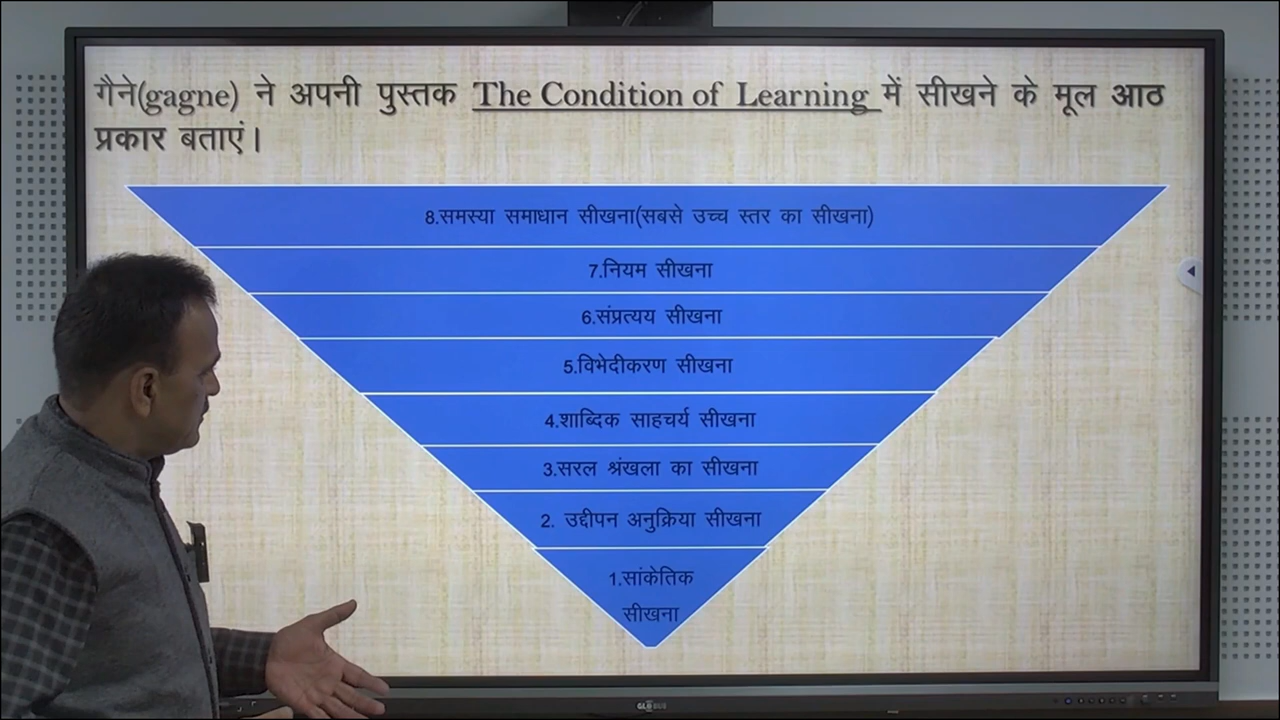 गैने(gagne) ने अपनी पुस्तक The Condition of Learning में सीखने के मूल आठ
प्रकार बताएं।
8.समस्या समाधान सीखना(सबसे उच्च स्तर का सीखना)
7.नियम सीखना
6.संप्रत्यय सीखना
5.विभेदीकरण सीखना
4.शाब्दिक साहचर्य सीखना
3.सरल श्रंखला का सीखना
2. उद्दीपन अनुक्रिया सीखना
1.सांकेतिक
सीखना
GLOBUS